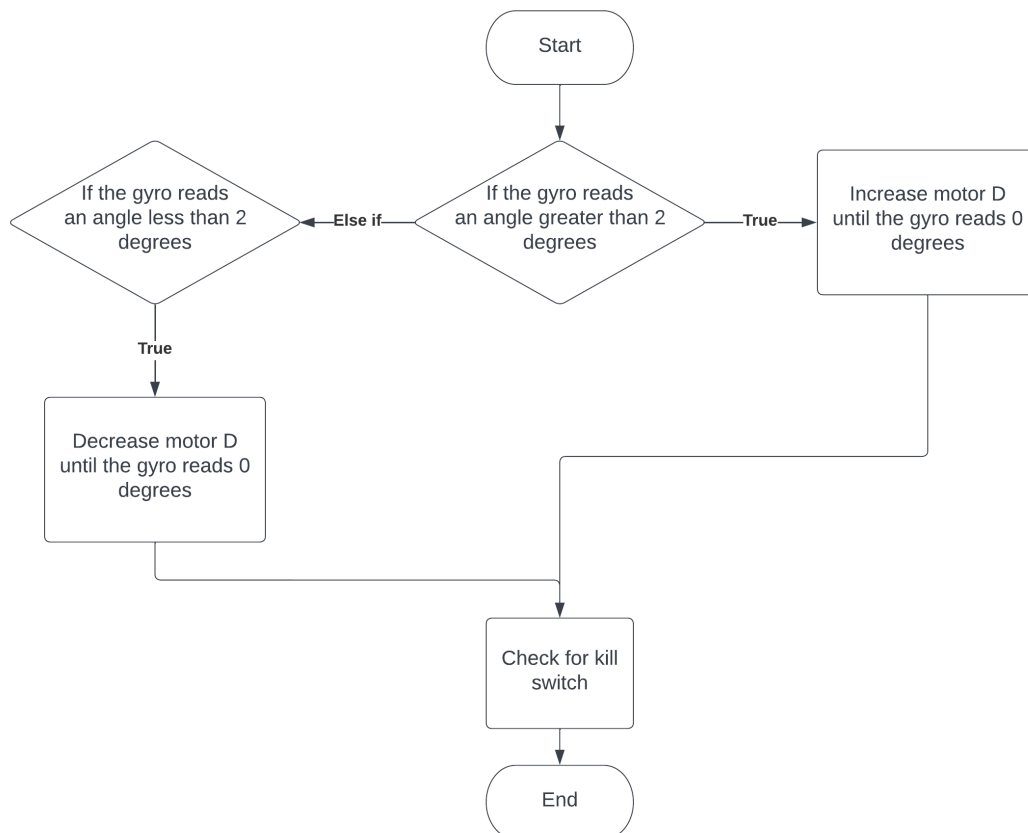 Start
If the gyro reads
an angle less than 2
degrees
Else if
If the gyro reads
an angle greater than 2
degrees
True
Increase motor D
until the gyro reads 0
degrees
True
Decrease motor D
until the gyro reads 0
degrees
Check for kill
switch
End